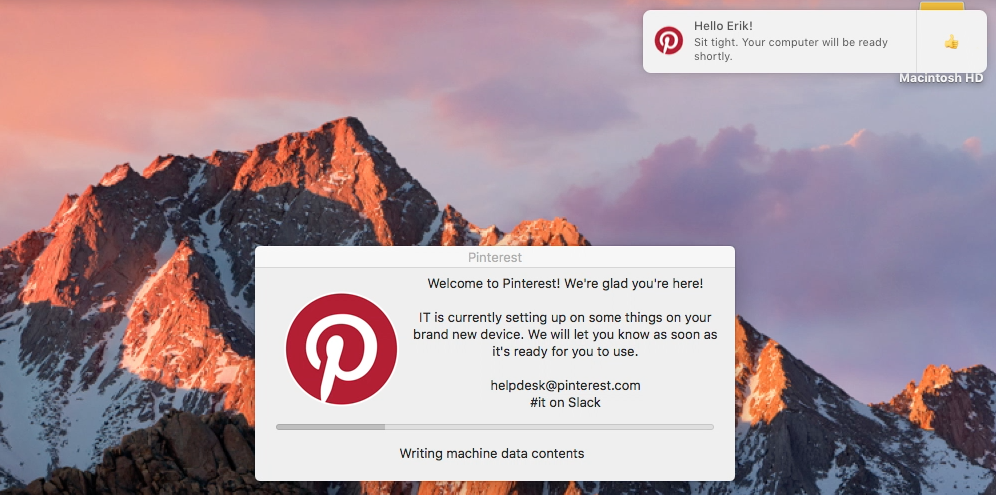 Hello Erik!
Sit tight. Your computer will be ready
shortly.
Macintosh HD
Pinterest
Welcome to Pinterest! We're glad you're here!
IT is currently setting up on some things on your
brand new device. We will let you know as soon as
it's ready for you to use.
helpdesk@pinterest.com
#it on Slack
Writing machine data contents